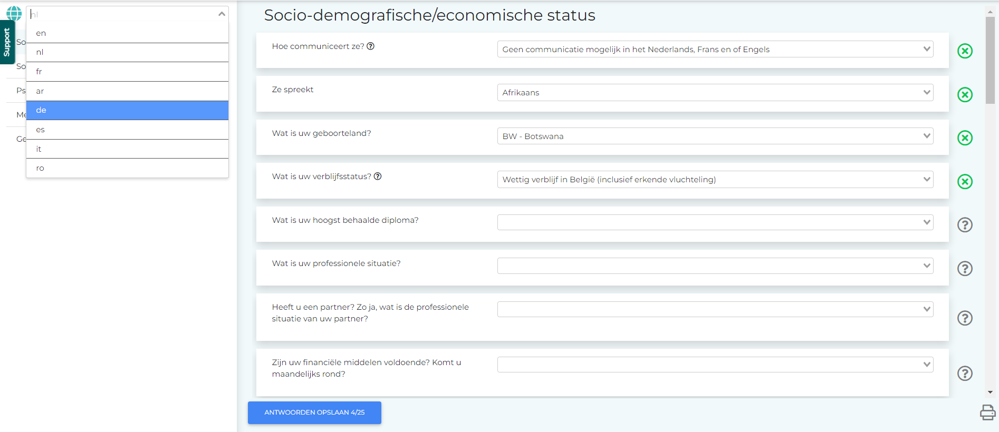 nl
en
nl
fr
ar
de
es
it
ro
Support
So
So
Ps
Me
Ge
Socio-demografische/economische status
Hoe communiceert ze?
Geen communicatie mogelijk in het Nederlands, Frans en of Engels
Ze spreekt
Afrikaans
Wat is uw geboorteland?
BW - Botswana
Wat is uw verblijfsstatus?
Wettig verblijf in België (inclusief erkende vluchteling)
Wat is uw hoogst behaalde diploma?
Wat is uw professionele situatie?
Heeft u een partner? Zo ja, wat is de professionele
situatie van uw partner?
Zijn uw financiële middelen voldoende? Komt u
maandelijks rond?
ANTWOORDEN OPSLAAN 4/25